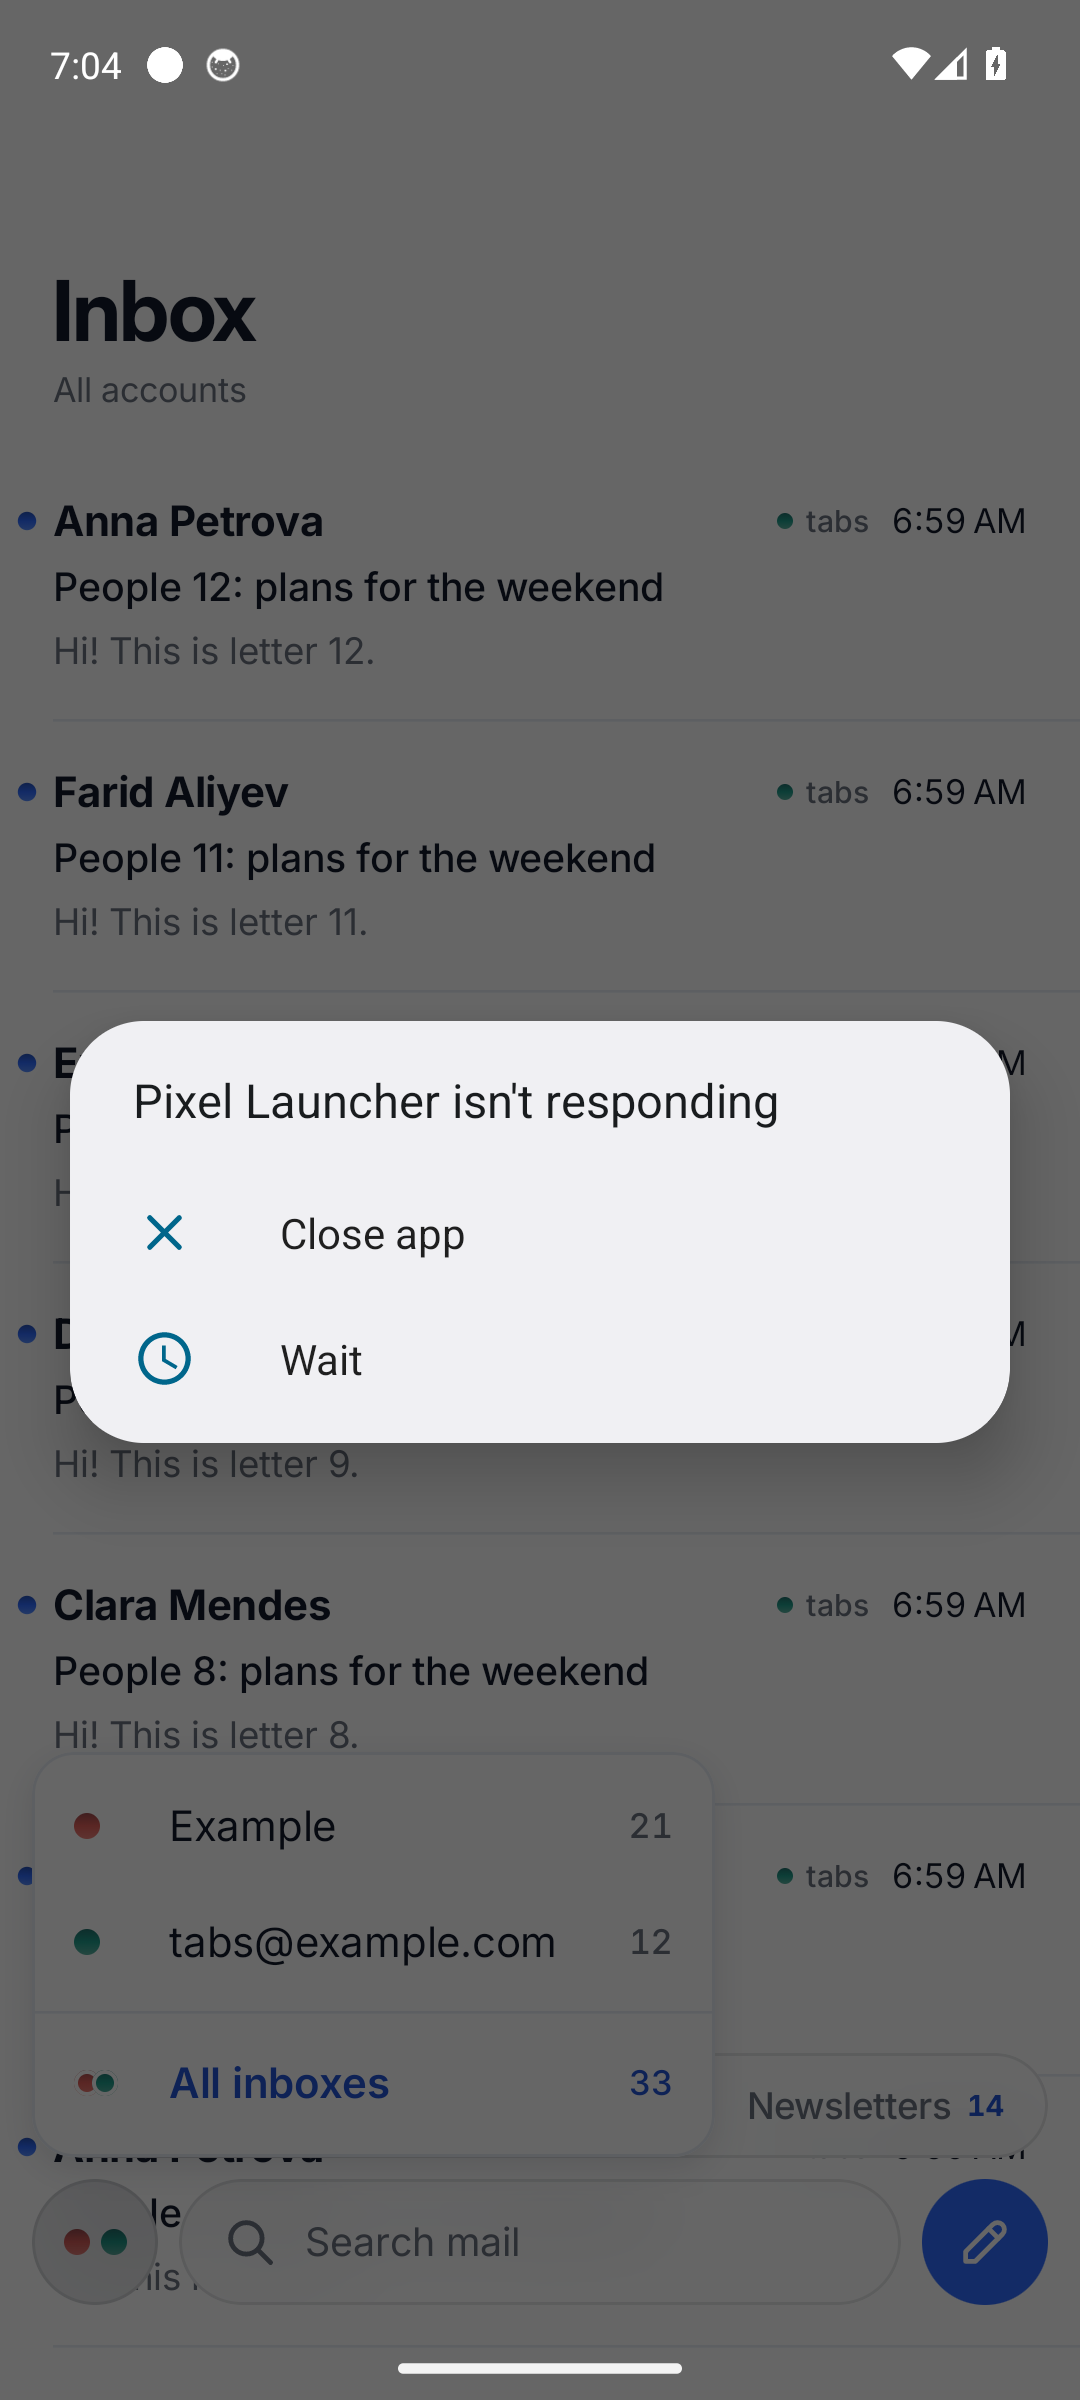 7:04
Inbox
All accounts
Anna Petrova tabs 6:59 AM
People 12: plans for the weekend
Hi! This is letter 12.
Farid Aliyev tabs 6:59 AM
People 11: plans for the weekend
Hi! This is letter 11.
Pixel Launcher isn't responding
Close app
Wait
Hi! This is letter 9.
Clara Mendes tabs 6:59 AM
People 8: plans for the weekend
Hi! This is letter 8.
Example 21
tabs 6:59 AM
tabs@example.com 12
All inboxes 33
Newsletters 14
Search mail